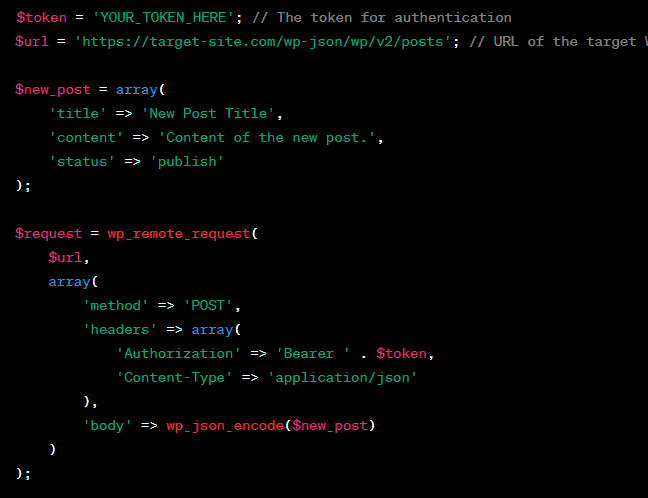 $token = 'YOUR_TOKEN_HERE'; // The token for authentication
$url = 'https://target-site.com/wp-json/wp/v2/posts'; // URL of the target
$new_post = array(
    'title' => 'New Post Title',
    'content' => 'Content of the new post.',
    'status' => 'publish'
);
$request = wp_remote_request(
    $url,
    array(
        'method' => 'POST',
        'headers' => array(
            'Authorization' => 'Bearer ' . $token,
            'Content-Type' => 'application/json'
        ),
        'body' => wp_json_encode($new_post)
    )
);